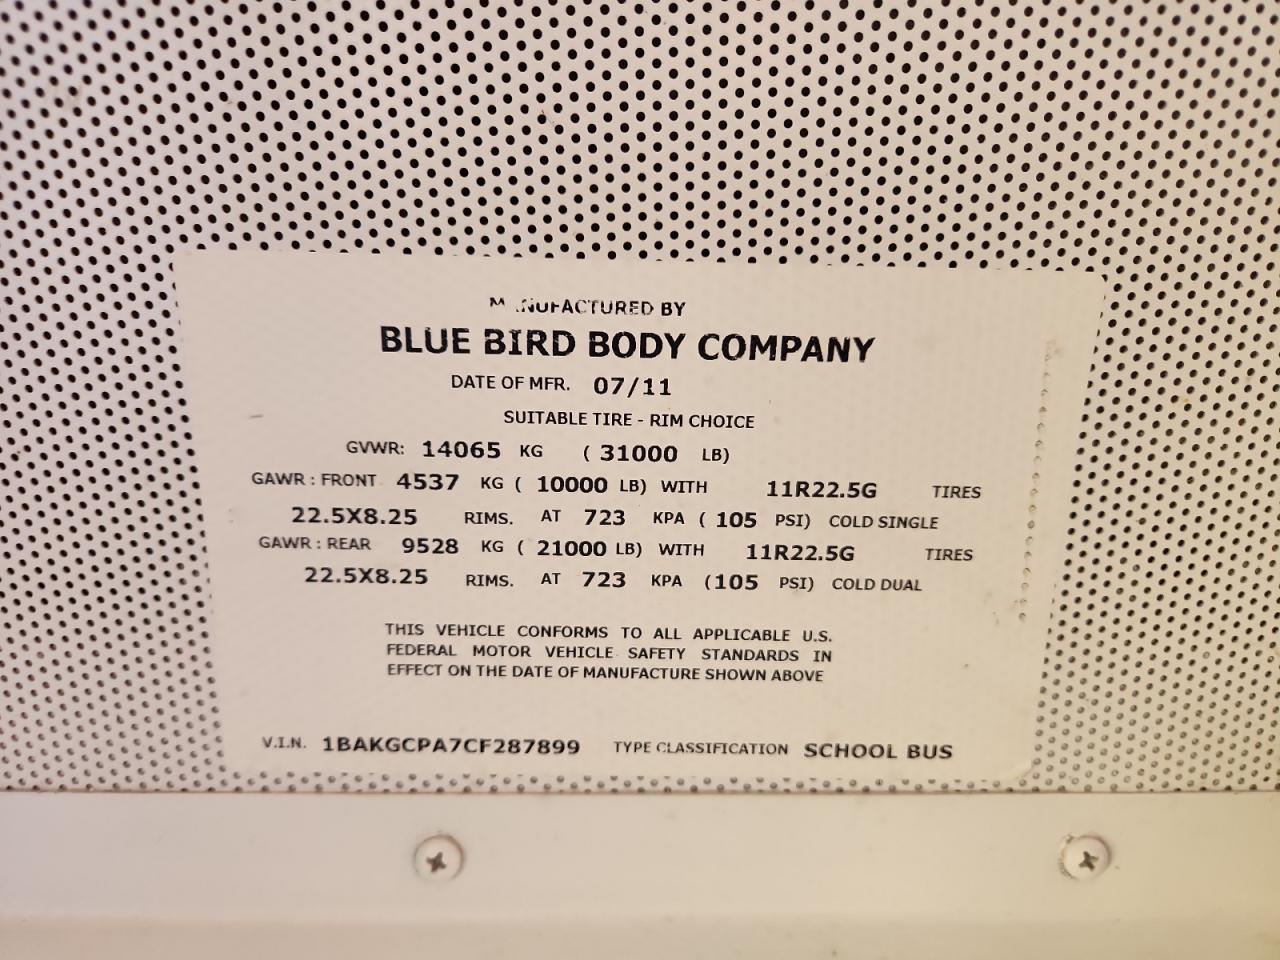 MANUFACTURED BY
BLUE BIRD BODY COMPANY
DATE OF MFR. 07/11
SUITABLE TIRE - RIM CHOICE
GVWR: 14065 KG ( 31000 LB)
GAWR : FRONT 4537 KG ( 10000 LB) WITH 11R22.5G TIRES
22.5X8.25 RIMS. AT 723 KPA ( 105 PSI) COLD SINGLE
GAWR : REAR 9528 KG ( 21000 LB) WITH 11R22.5G TIRES
22.5X8.25 RIMS. AT 723 KPA (105 PSI) COLD DUAL
THIS VEHICLE CONFORMS TO ALL APPLICABLE U.S.
FEDERAL MOTOR VEHICLE SAFETY STANDARDS IN
EFFECT ON THE DATE OF MANUFACTURE SHOWN ABOVE
V.I.N. 1BAKGCPA7CF287899 TYPE CLASSIFICATION SCHOOL BUS